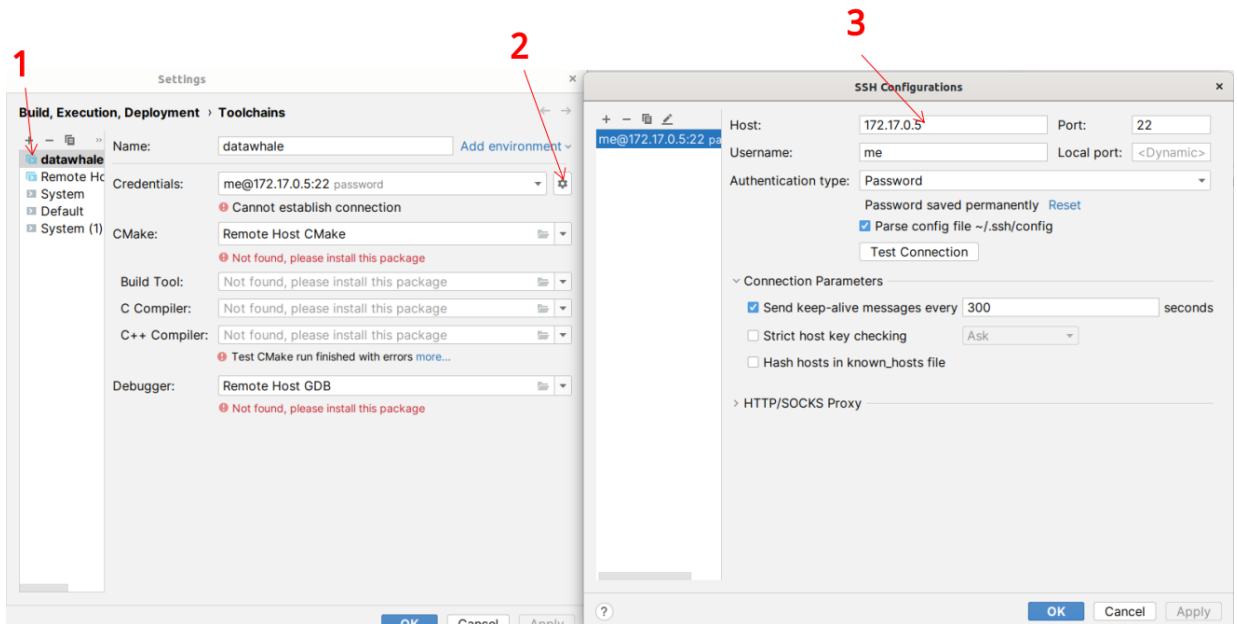 1
2
3
Settings
Build, Execution, Deployment › Toolchains
datawhale
Remote Ho
System
Default
System (1)
Name: datawhale Add environment
Credentials: me@172.17.0.5:22 password
Cannot establish connection
CMake: Remote Host CMake
Not found, please install this package
Build Tool: Not found, please install this package
C Compiler: Not found, please install this package
C++ Compiler: Not found, please install this package
Test CMake run finished with errors more...
Debugger: Remote Host GDB
Not found, please install this package
OK Cancel Apply
SSH Configurations
me@172.17.0.5:22 pa
Host: 172.17.0.5 Port: 22
Username: me Local port: <Dynamic>
Authentication type: Password
Password saved permanently Reset
Parse config file ~/.ssh/config
Test Connection
Connection Parameters
Send keep-alive messages every 300 seconds
Strict host key checking Ask
Hash hosts in known_hosts file
HTTP/SOCKS Proxy
? OK Cancel Apply